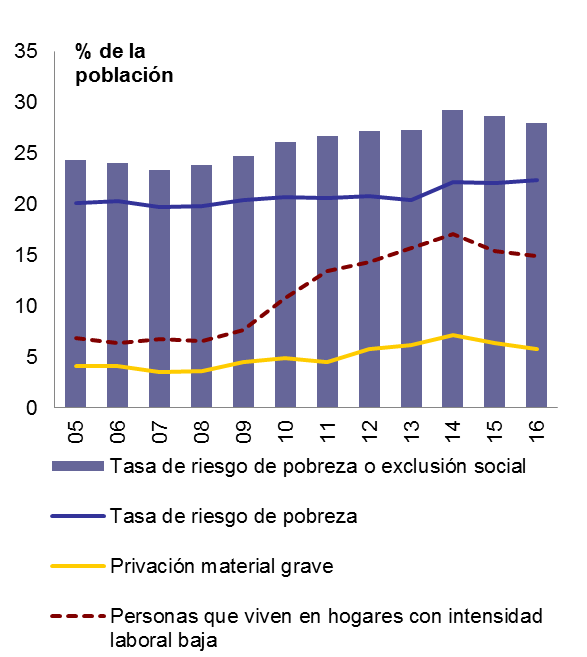 % de la
población
35
30
25
20
15
10
5
0
05 06 07 08 09 10 11 12 13 14 15 16
Tasa de riesgo de pobreza o exclusión social
Tasa de riesgo de pobreza
Privación material grave
Personas que viven en hogares con intensidad
laboral baja